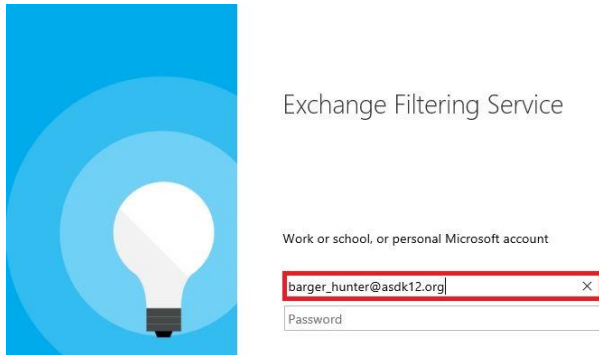 Exchange Filtering Service
Work or school, or personal Microsoft account
barger_hunter@asdk12.org
Password